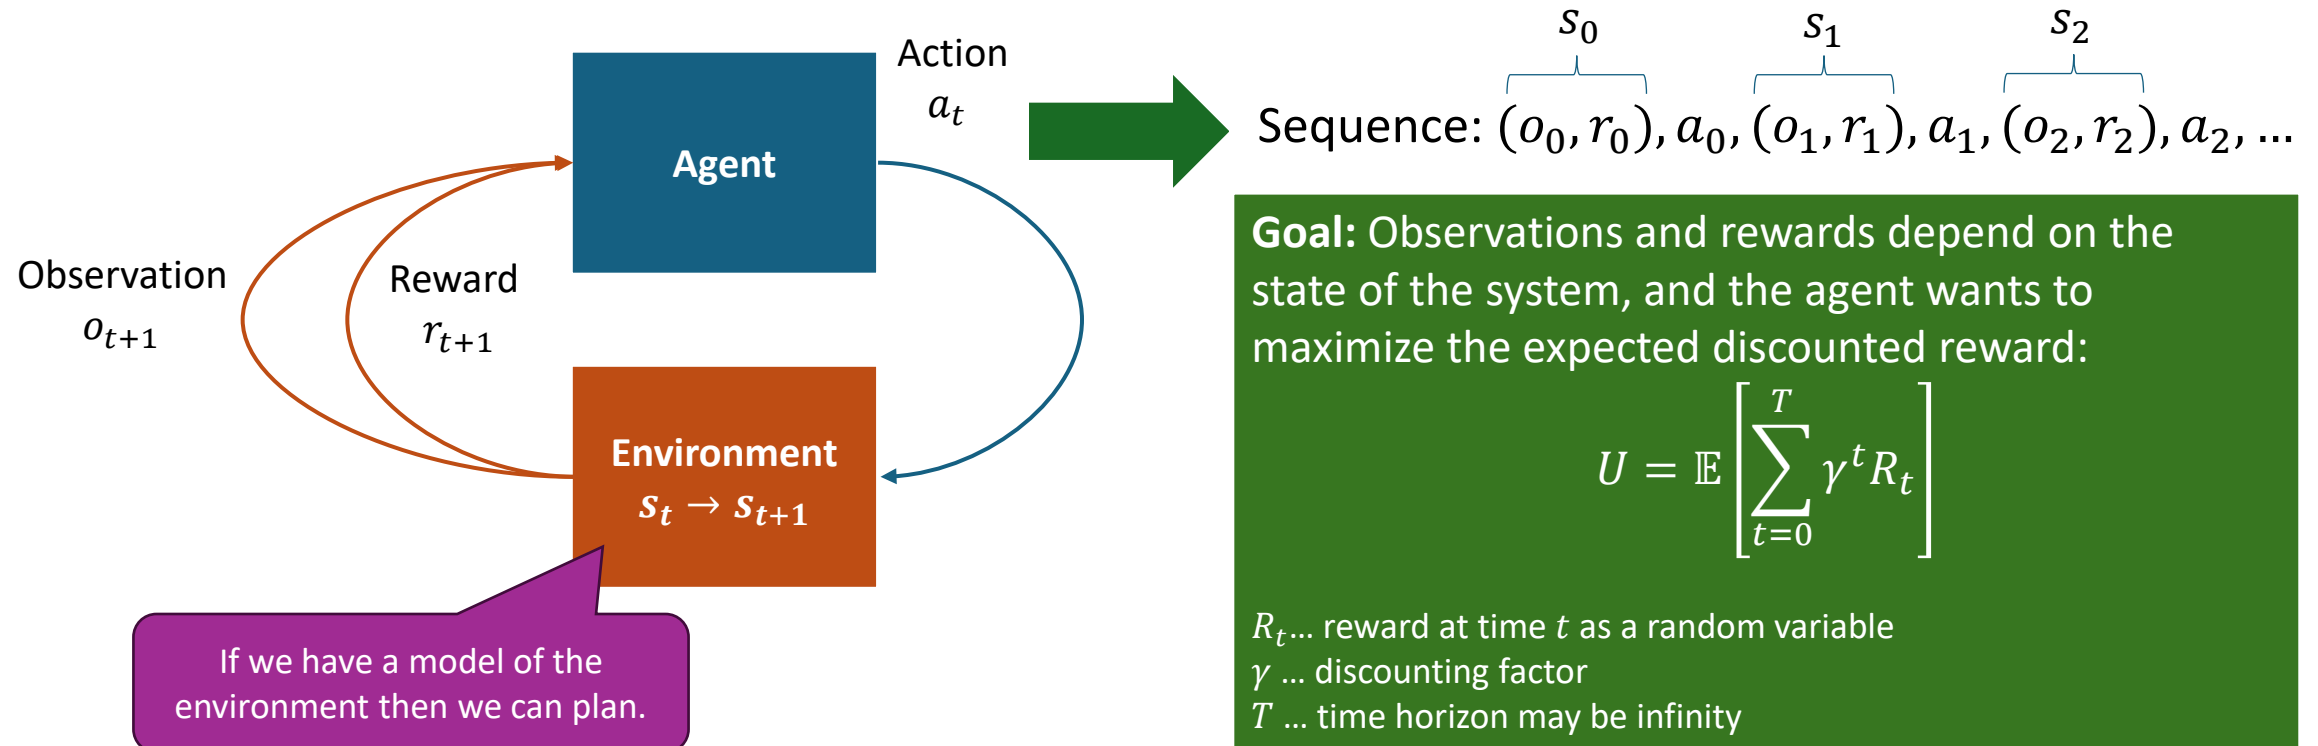 Action
a_t
Agent
Observation
o_{t+1}
Reward
r_{t+1}
Environment
s_t → s_{t+1}
If we have a model of the
environment then we can plan.
s_0 s_1 s_2
Sequence: (o_0, r_0), a_0, (o_1, r_1), a_1, (o_2, r_2), a_2, …
Goal: Observations and rewards depend on the
state of the system, and the agent wants to
maximize the expected discounted reward:
U = 𝔼[∑_{t=0}^{T} γ^t R_t]
R_t… reward at time t as a random variable
γ … discounting factor
T … time horizon may be infinity